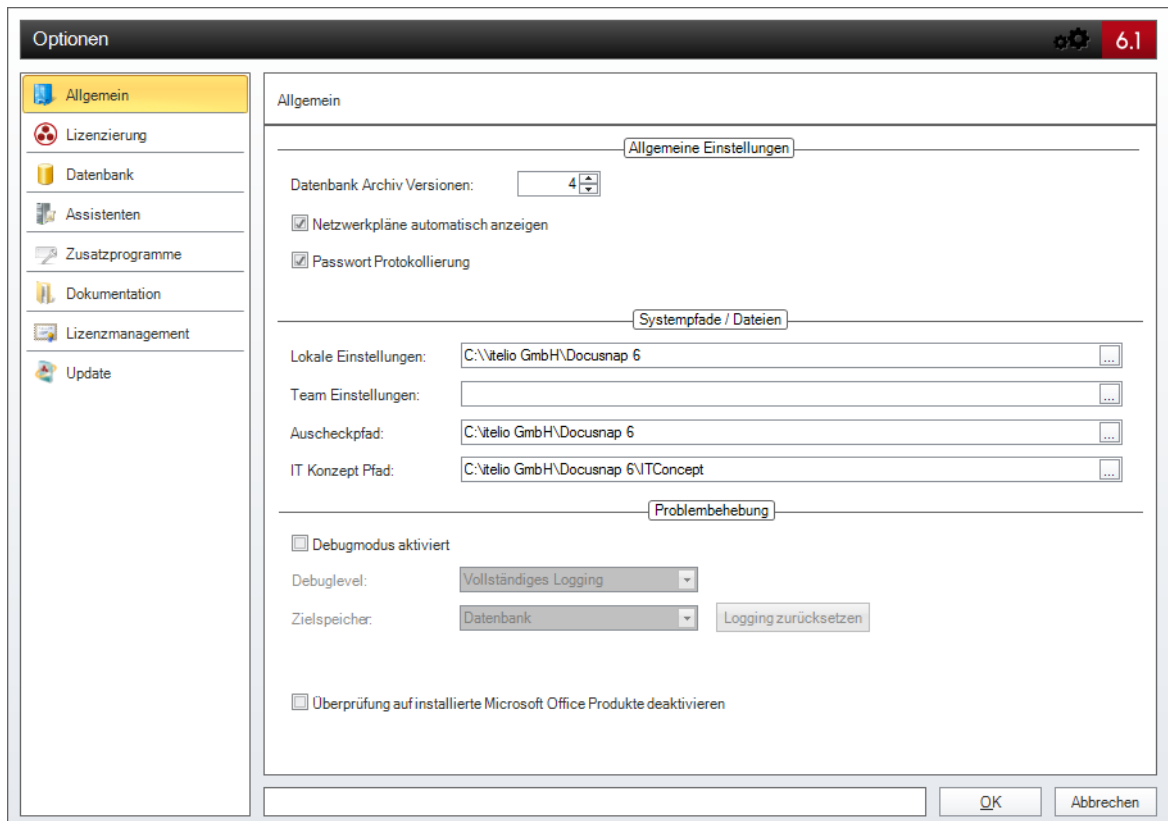 Optionen
6.1
Allgemein
Lizenzierung
Datenbank
Assistenten
Zusatzprogramme
Dokumentation
Lizenzmanagement
Update
Allgemein
Allgemeine Einstellungen
Datenbank Archiv Versionen: 4
Netzwerkpläne automatisch anzeigen
Passwort Protokollierung
Systempfade / Dateien
Lokale Einstellungen: C:\\itelio GmbH\Docusnap 6 ...
Team Einstellungen: ...
Auscheckpfad: C:\itelio GmbH\Docusnap 6 ...
IT Konzept Pfad: C:\itelio GmbH\Docusnap 6\ITConcept ...
Problembehebung
Debugmodus aktiviert
Debuglevel: Vollständiges Logging
Zielspeicher: Datenbank Logging zurücksetzen
Überprüfung auf installierte Microsoft Office Produkte deaktivieren
OK Abbrechen